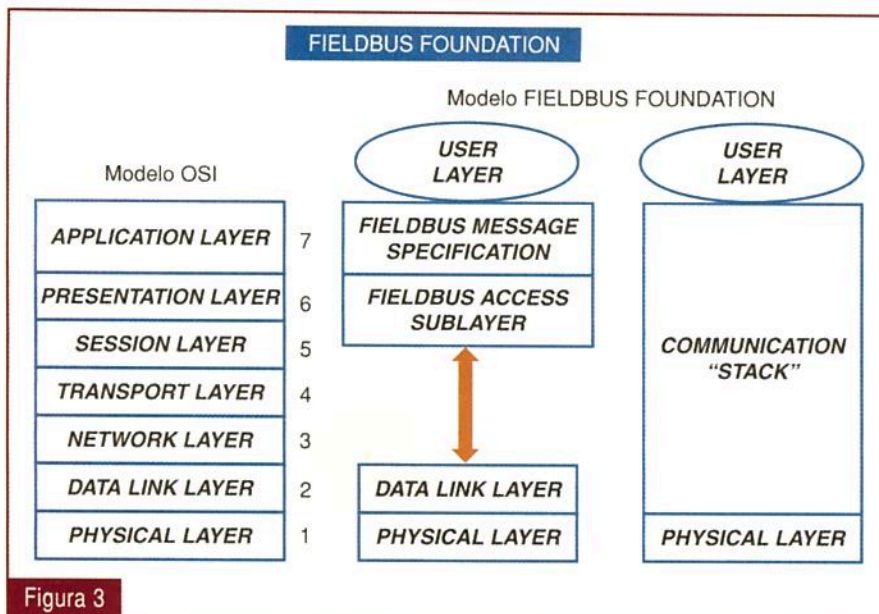 FIELDBUS FOUNDATION
Modelo FIELDBUS FOUNDATION
Modelo OSI
APPLICATION LAYER 7
PRESENTATION LAYER 6
SESSION LAYER 5
TRANSPORT LAYER 4
NETWORK LAYER 3
DATA LINK LAYER 2
PHYSICAL LAYER 1
USER
LAYER
FIELDBUS MESSAGE
SPECIFICATION
FIELDBUS ACCESS
SUBLAYER
DATA LINK LAYER
PHYSICAL LAYER
USER
LAYER
COMMUNICATION
“STACK”
PHYSICAL LAYER
Figura 3